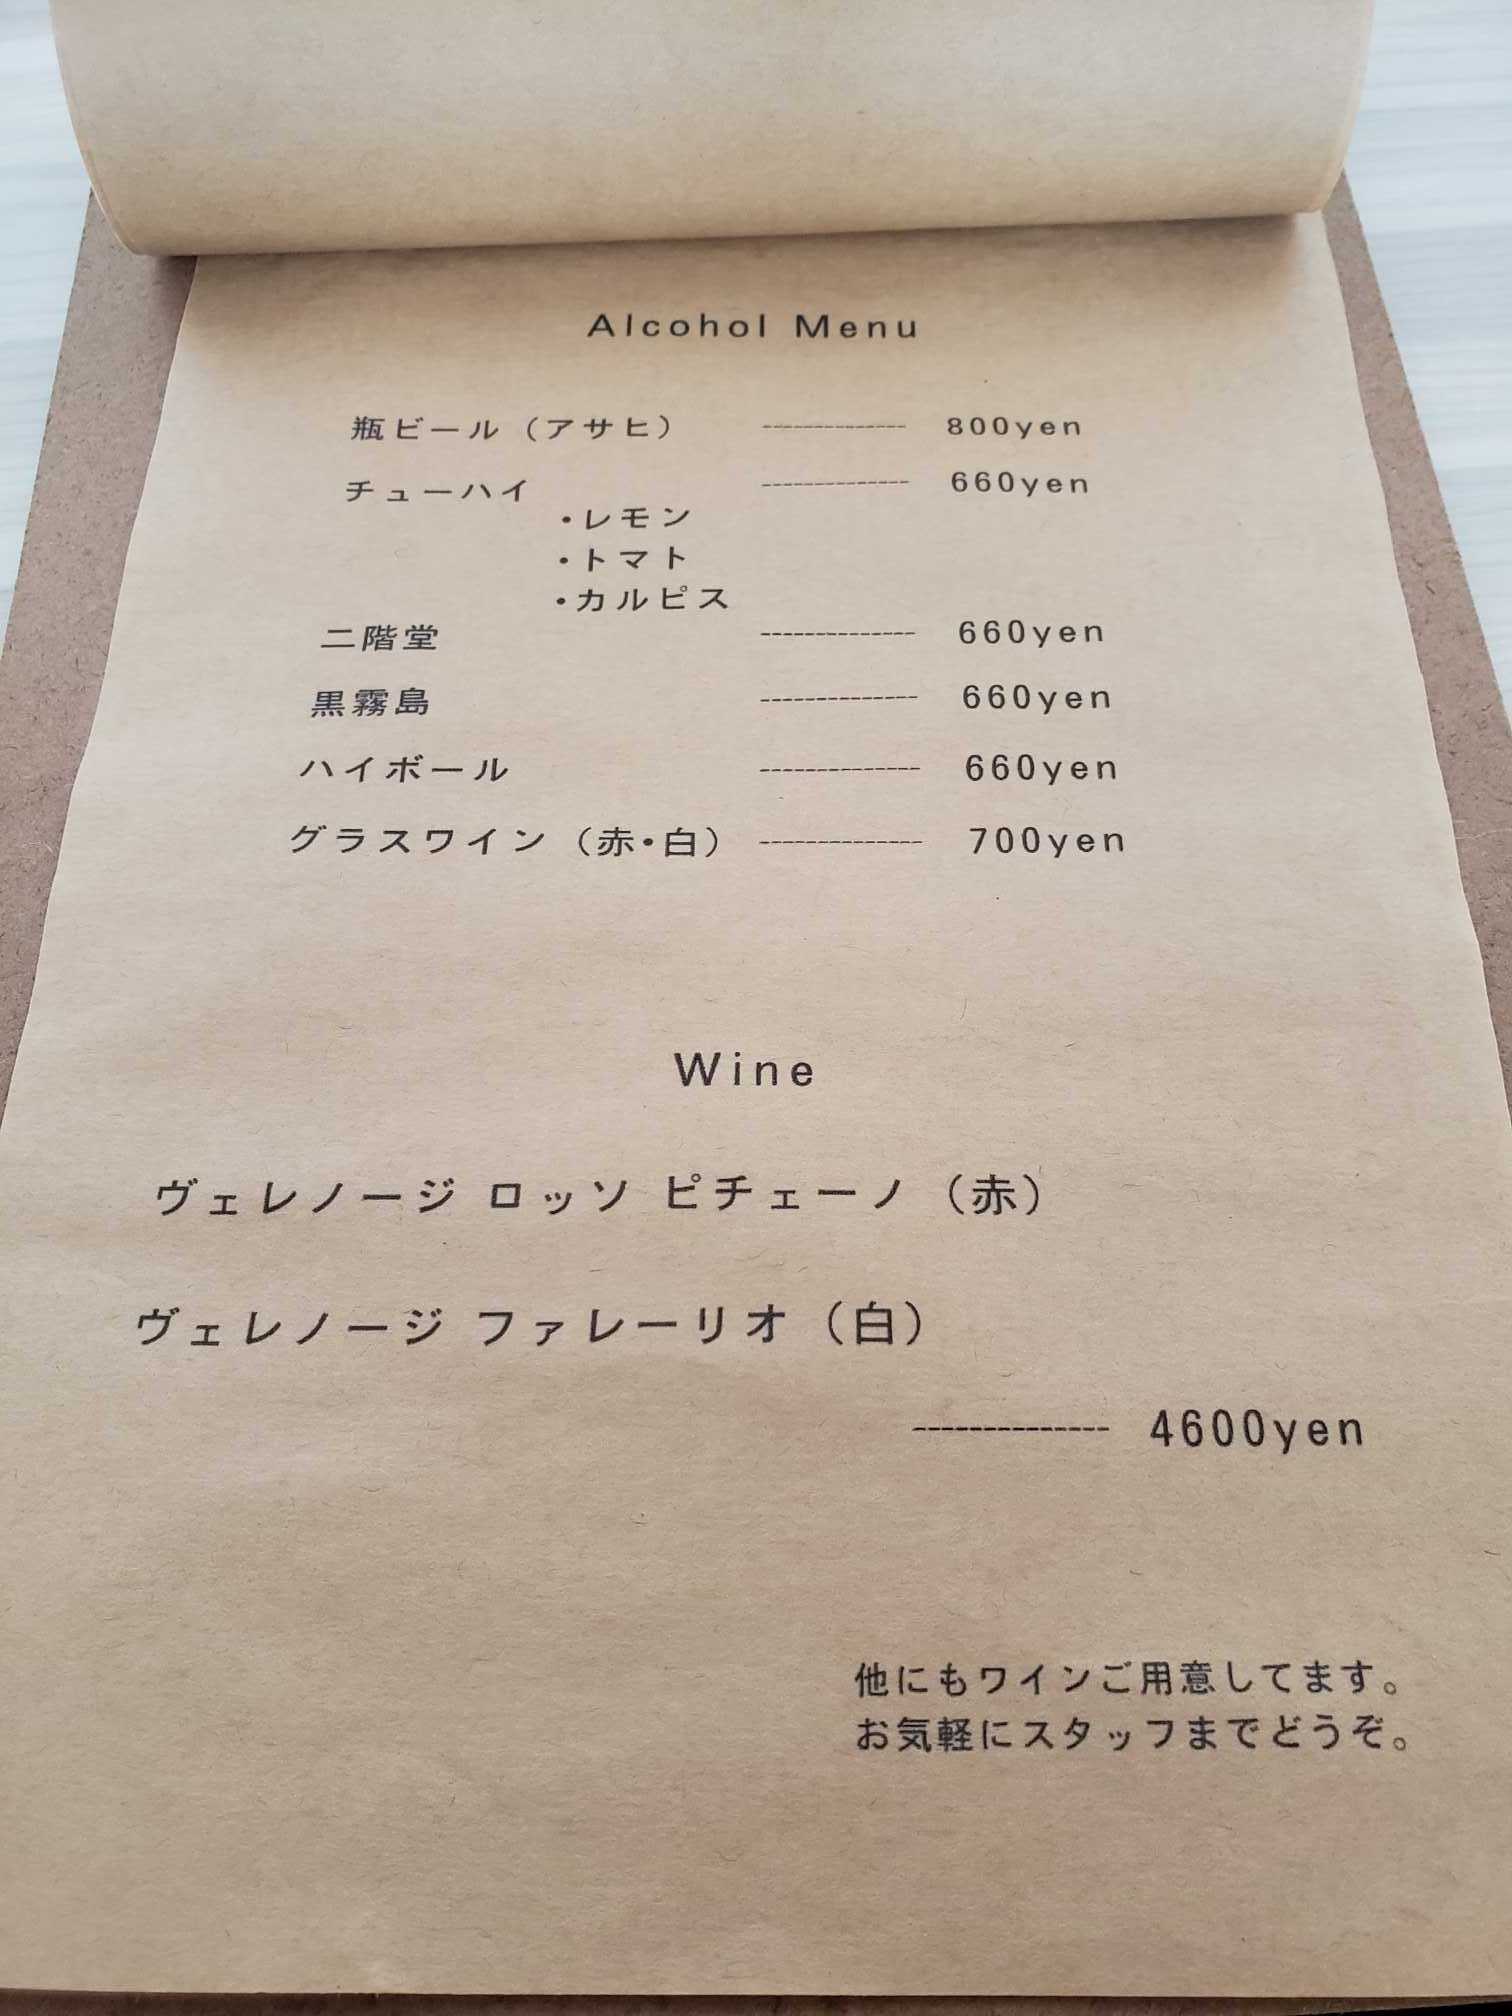 Alcohol Menu
瓶ビール（アサヒ） -------------- 800yen
チューハイ -------------- 660yen
・レモン
・トマト
・カルピス
二階堂 -------------- 660yen
黒霧島 -------------- 660yen
ハイボール -------------- 660yen
グラスワイン（赤・白） -------------- 700yen
Wine
ヴェレノージ ロッソ ピチェーノ（赤）
ヴェレノージ ファレーリオ（白）
-------------- 4600yen
他にもワインご用意してます。
お気軽にスタッフまでどうぞ。